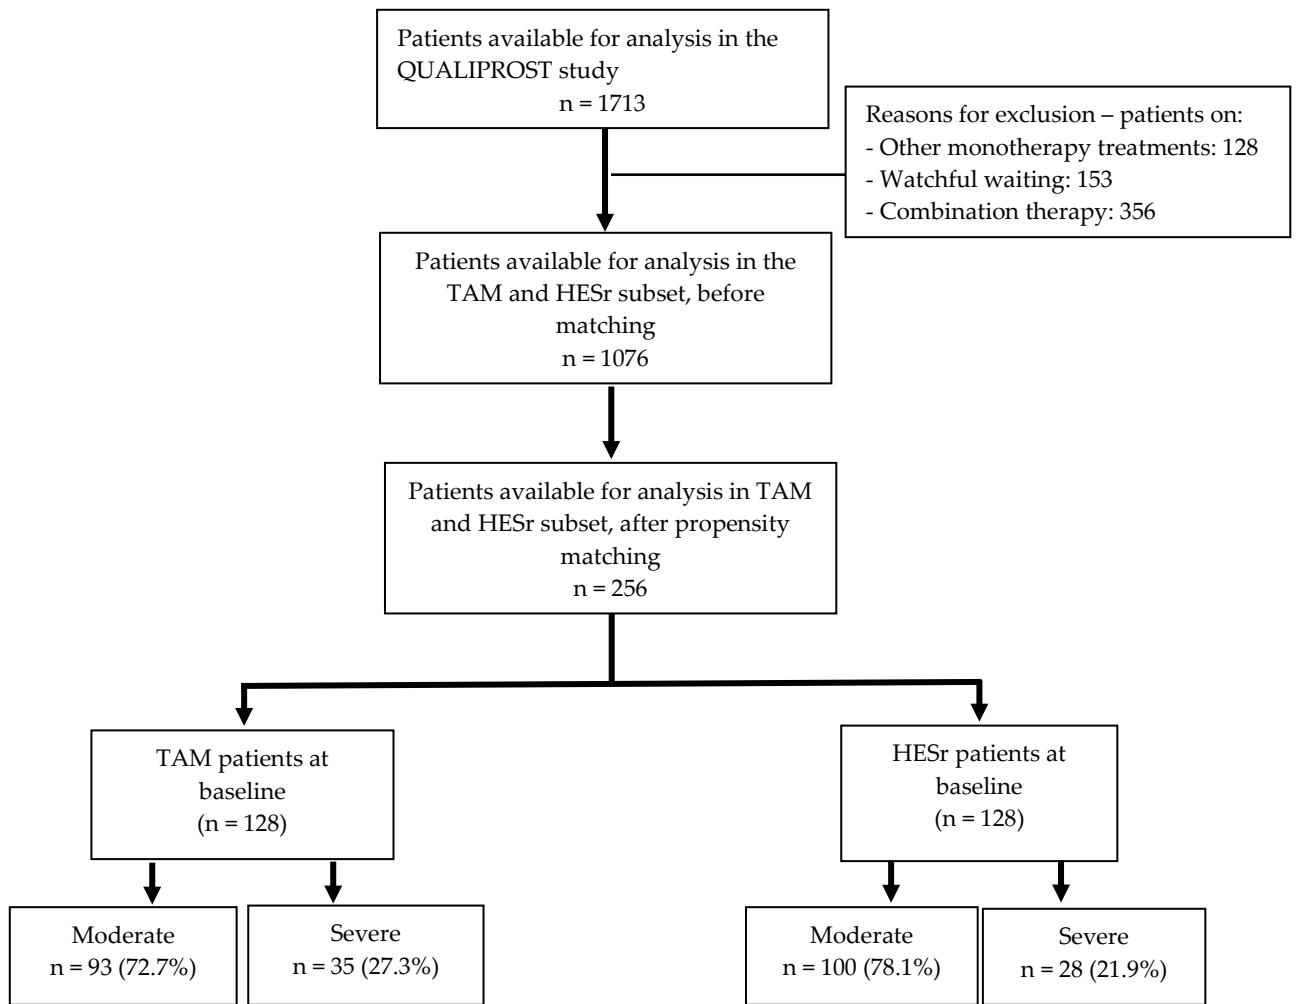 Patients available for analysis in the
QUALIPROST study
n = 1713
Reasons for exclusion – patients on:
- Other monotherapy treatments: 128
- Watchful waiting: 153
- Combination therapy: 356
Patients available for analysis in the
TAM and HESr subset, before
matching
n = 1076
Patients available for analysis in TAM
and HESr subset, after propensity
matching
n = 256
TAM patients at
baseline
(n = 128)
HESr patients at
baseline
(n = 128)
Moderate
n = 93 (72.7%)
Severe
n = 35 (27.3%)
Moderate
n = 100 (78.1%)
Severe
n = 28 (21.9%)